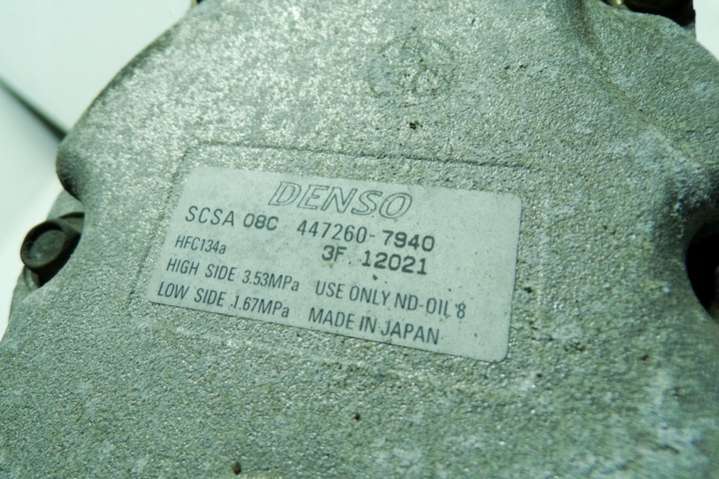 DENSO
SCSA 08C 447260-7940
3F. 12021
HFC134a
HIGH SIDE 3.53MPa USE ONLY ND-OIL 8
LOW SIDE 1.67MPa MADE IN JAPAN